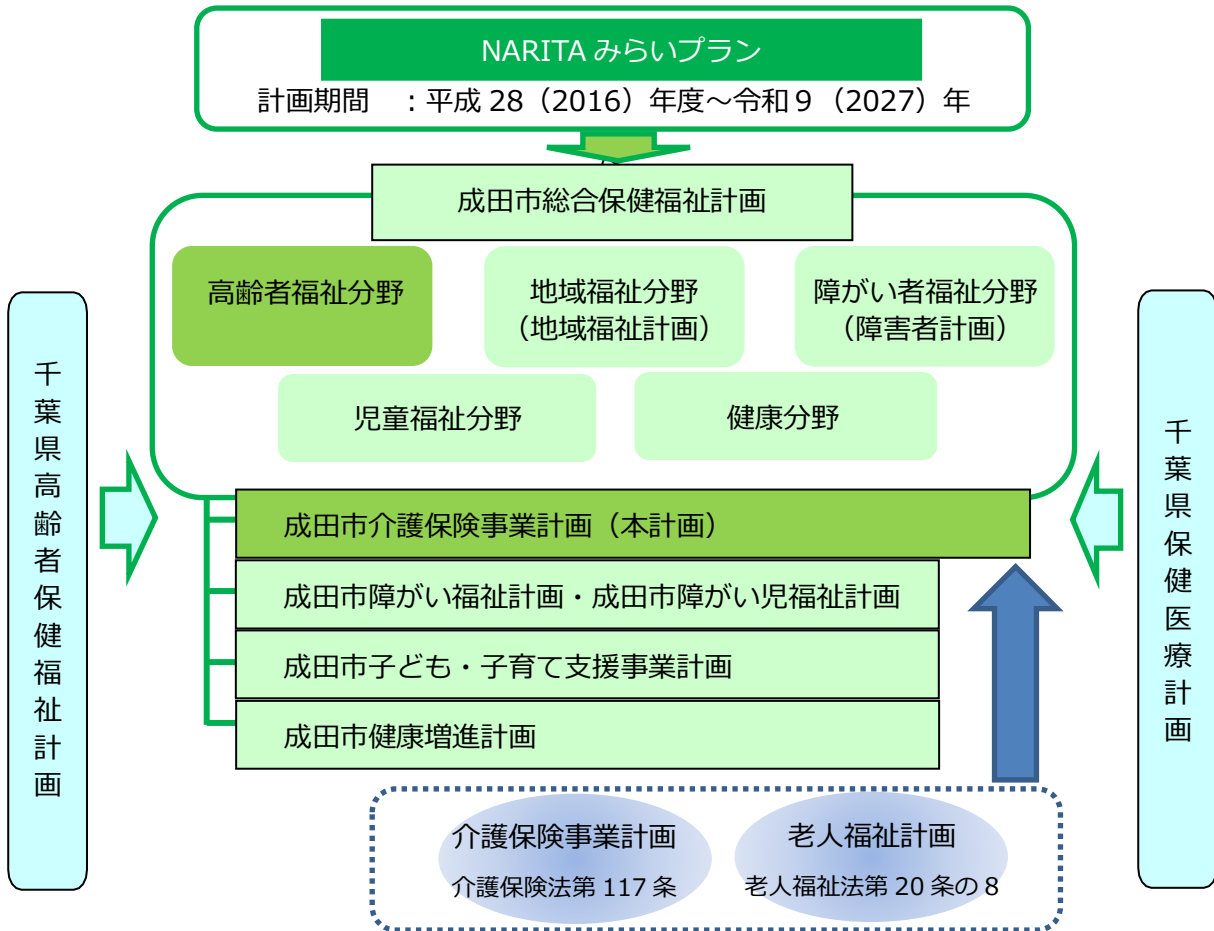 NARITA みらいプラン
計画期間　：平成 28（2016）年度～令和９（2027）年
成田市総合保健福祉計画
高齢者福祉分野
地域福祉分野
（地域福祉計画）
障がい者福祉分野
（障害者計画）
児童福祉分野
健康分野
千葉県高齢者保健福祉計画
千葉県保健医療計画
成田市介護保険事業計画（本計画）
成田市障がい福祉計画・成田市障がい児福祉計画
成田市子ども・子育て支援事業計画
成田市健康増進計画
介護保険事業計画
介護保険法第 117 条
老人福祉計画
老人福祉法第 20 条の 8